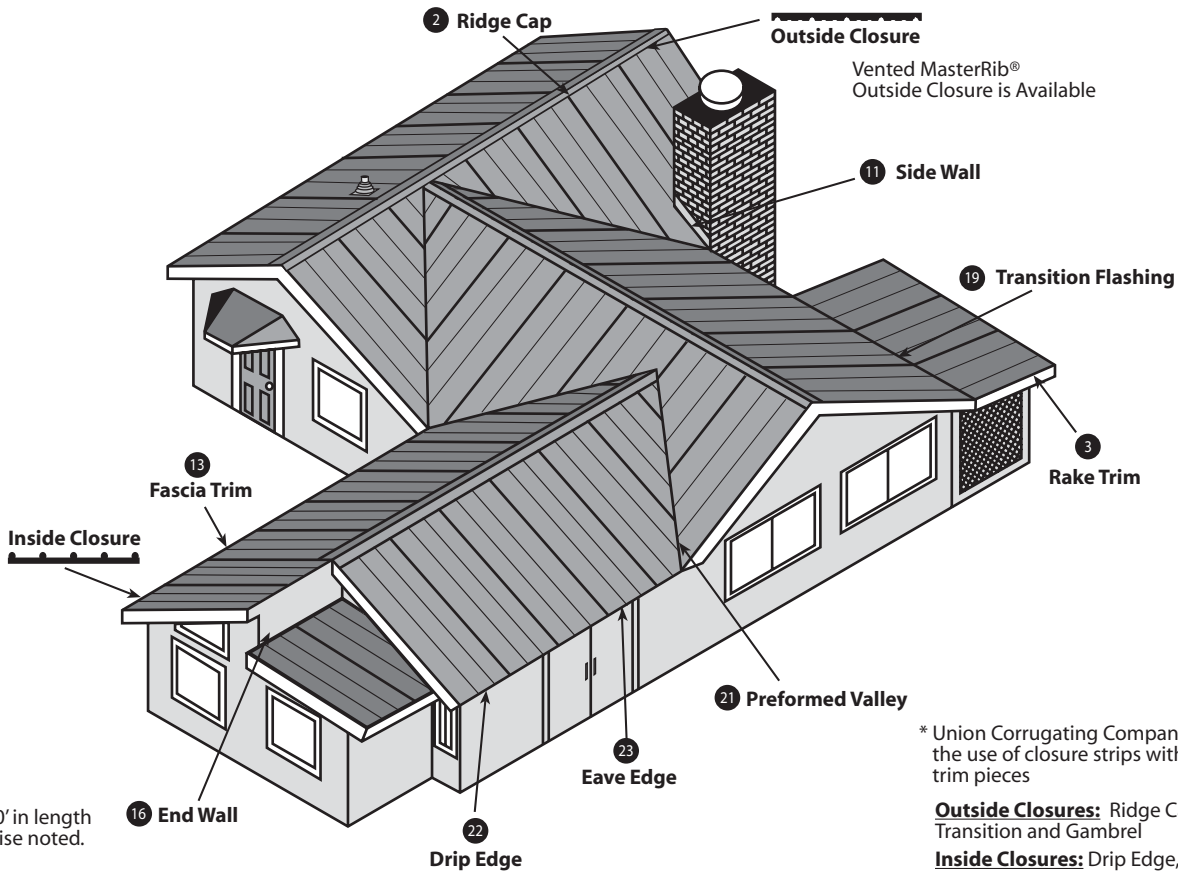 2 Ridge Cap
Outside Closure
Vented MasterRib®
Outside Closure is Available
11 Side Wall
19 Transition Flashing
3
Rake Trim
13
Fascia Trim
Inside Closure
21 Preformed Valley
23
Eave Edge
16 End Wall
22
Drip Edge
0’ in length
ise noted.
* Union Corrugating Compan
the use of closure strips with
trim pieces
Outside Closures: Ridge C
Transition and Gambrel
Inside Closures: Drip Edge,